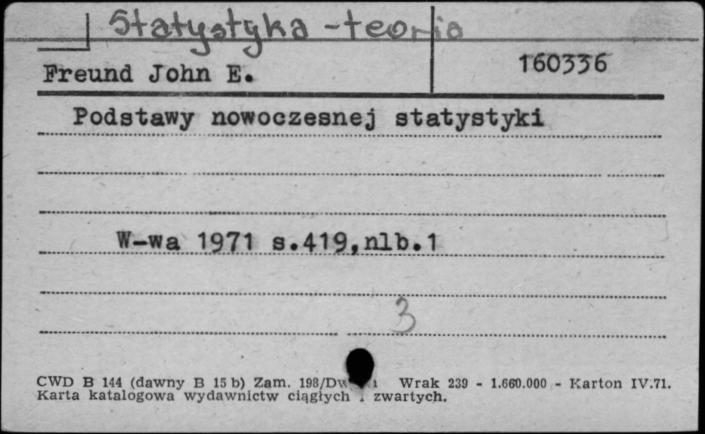 Statystyka - teoria
Freund John E.
160336
Podstawy nowoczesnej statystyki
W-wa 1971 s.419,nlb.1
3
CWD B 144 (dawny B 15 b) Zam. 198/ Wrak 239 - 1.660.000 - Karton IV.71.
Karta katalogowa wydawnictw ciągłych zwartych.